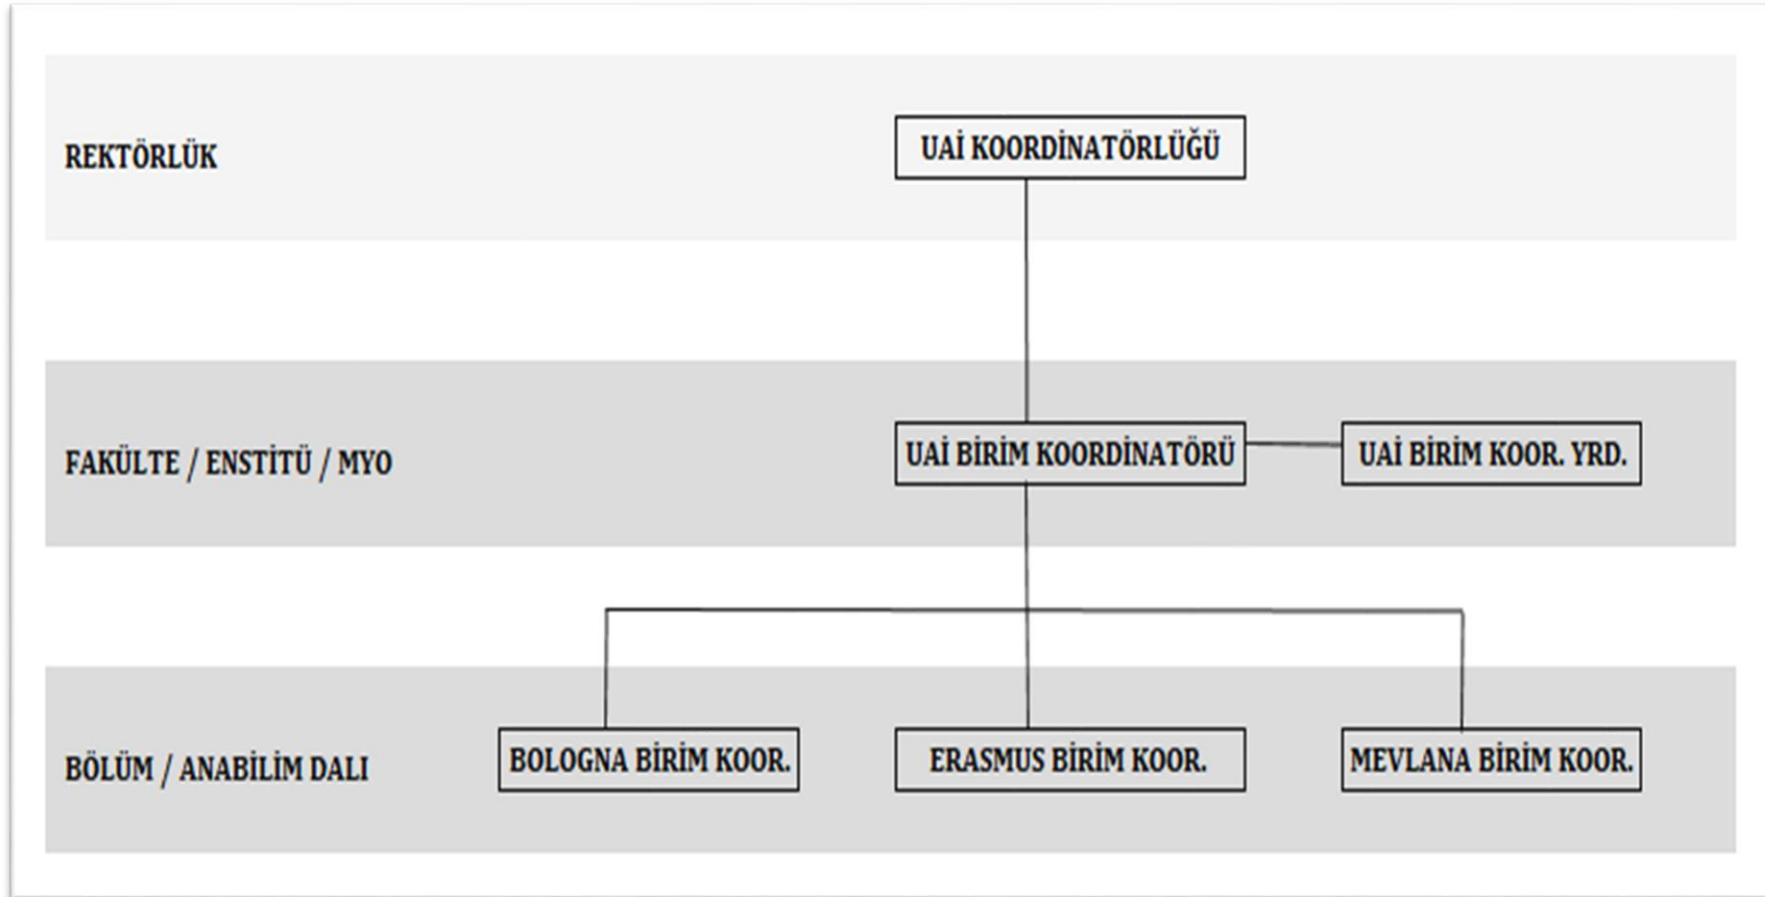 REKTÖRLÜK
UAİ KOORDİNATÖRLÜĞÜ
FAKÜLTE / ENSTİTÜ / MYO
UAİ BİRİM KOORDİNATÖRÜ
UAİ BİRİM KOOR. YRD.
BÖLÜM / ANABİLİM DALI
BOLOGNA BİRİM KOOR.
ERASMUS BİRİM KOOR.
MEVLANA BİRİM KOOR.